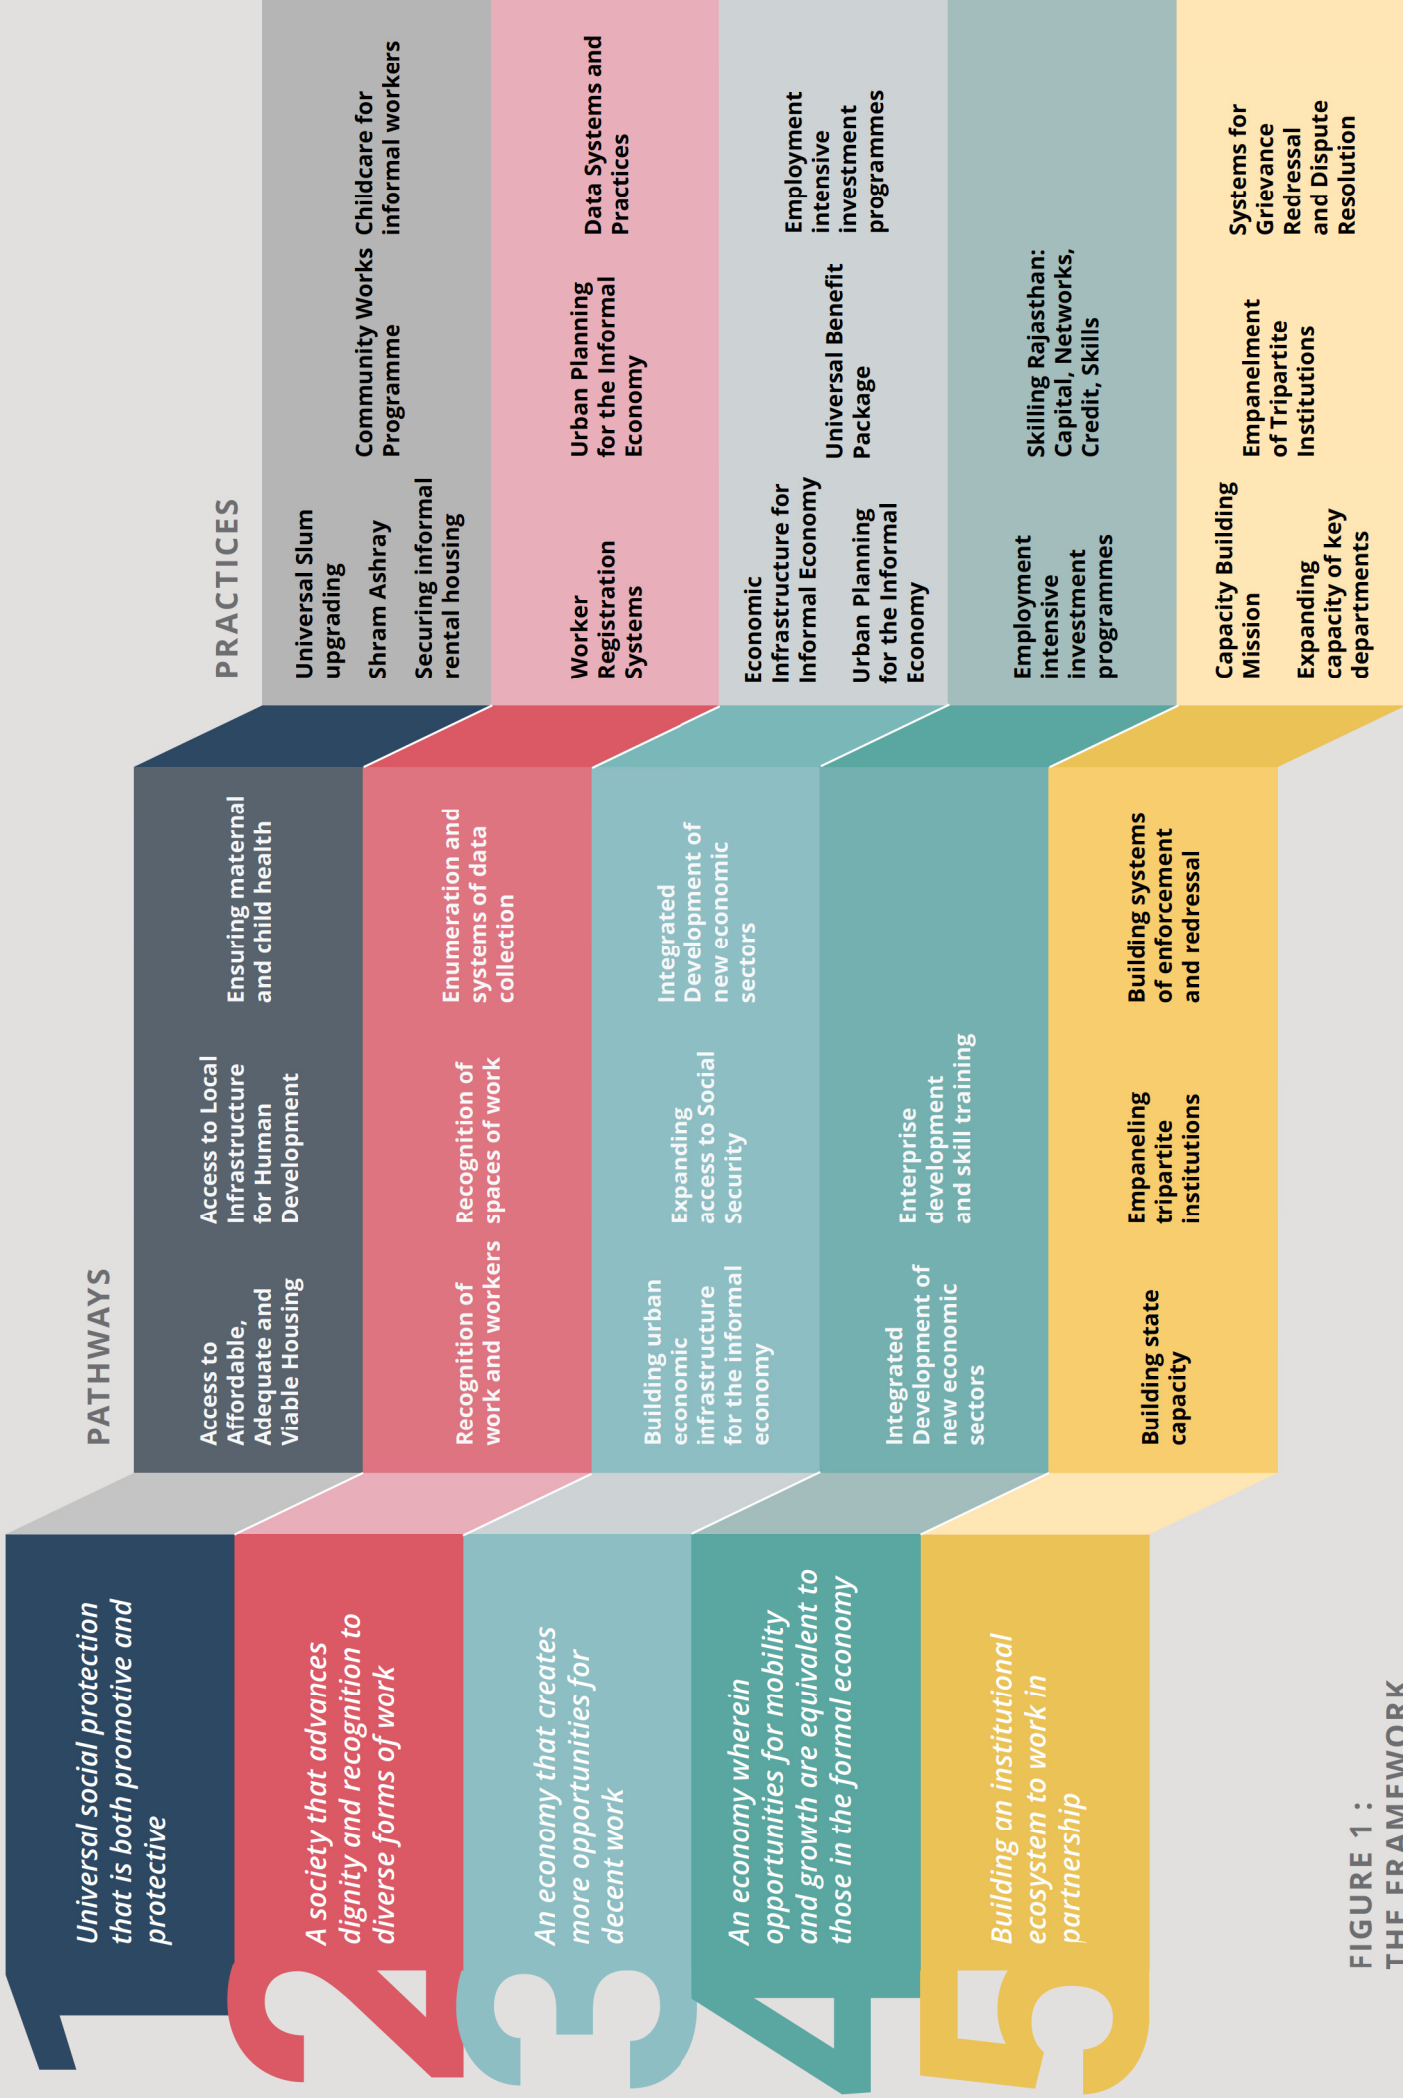 PATHWAYS
PRACTICES
1
Universal social protection
that is both promotive and
protective
Access to
Affordable,
Adequate and
Viable Housing
Access to Local
Infrastructure
for Human
Development
Ensuring maternal
and child health
Universal Slum
upgrading
Shram Ashray
Securing informal
rental housing
Community Works
Programme
Childcare for
informal workers
2
A society that advances
dignity and recognition to
diverse forms of work
Recognition of
work and workers
Recognition of
spaces of work
Enumeration and
systems of data
collection
Worker
Registration
Systems
Urban Planning
for the Informal
Economy
Data Systems and
Practices
3
An economy that creates
more opportunities for
decent work
Building urban
economic
infrastructure
for the informal
economy
Expanding
access to Social
Security
Integrated
Development of
new economic
sectors
Economic
Infrastructure for
Informal Economy
Urban Planning
for the Informal
Economy
Universal Benefit
Package
Employment
intensive
investment
programmes
4
An economy wherein
opportunities for mobility
and growth are equivalent to
those in the formal economy
Integrated
Development of
new economic
sectors
Enterprise
development
and skill training
Employment
intensive
investment
programmes
Skilling Rajasthan:
Capital, Networks,
Credit, Skills
5
Building an institutional
ecosystem to work in
partnership
Building state
capacity
Empaneling
tripartite
institutions
Building systems
of enforcement
and redressal
Capacity Building
Mission
Expanding
capacity of key
departments
Empanelment
of Tripartite
Institutions
Systems for
Grievance
Redressal
and Dispute
Resolution
FIGURE 1:
THE FRAMEWORK